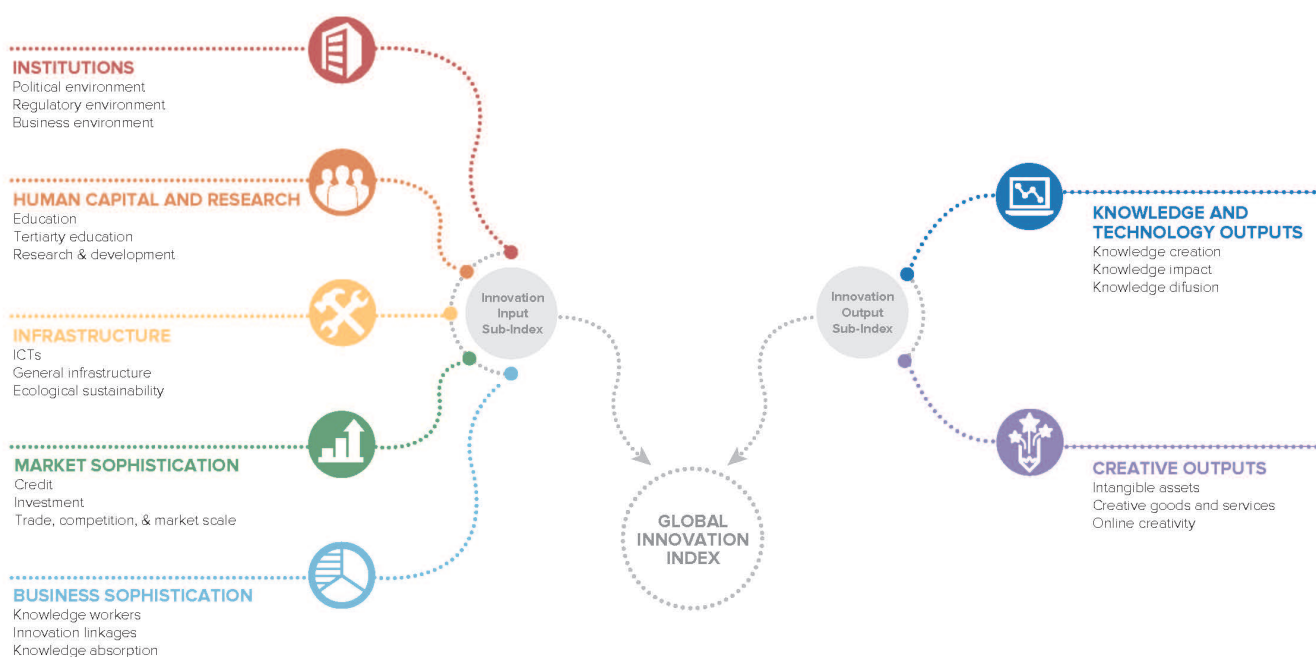 INSTITUTIONS
Political environment
Regulatory environment
Business environment
HUMAN CAPITAL AND RESEARCH
Education
Tertiarty education
Research & development
INFRASTRUCTURE
ICTs
General infrastructure
Ecological sustainability
MARKET SOPHISTICATION
Credit
Investment
Trade, competition, & market scale
BUSINESS SOPHISTICATION
Knowledge workers
Innovation linkages
Knowledge absorption
Innovation
Input
Sub-Index
GLOBAL
INNOVATION
INDEX
Innovation
Output
Sub-Index
KNOWLEDGE AND
TECHNOLOGY OUTPUTS
Knowledge creation
Knowledge impact
Knowledge difusion
CREATIVE OUTPUTS
Intangible assets
Creative goods and services
Online creativity